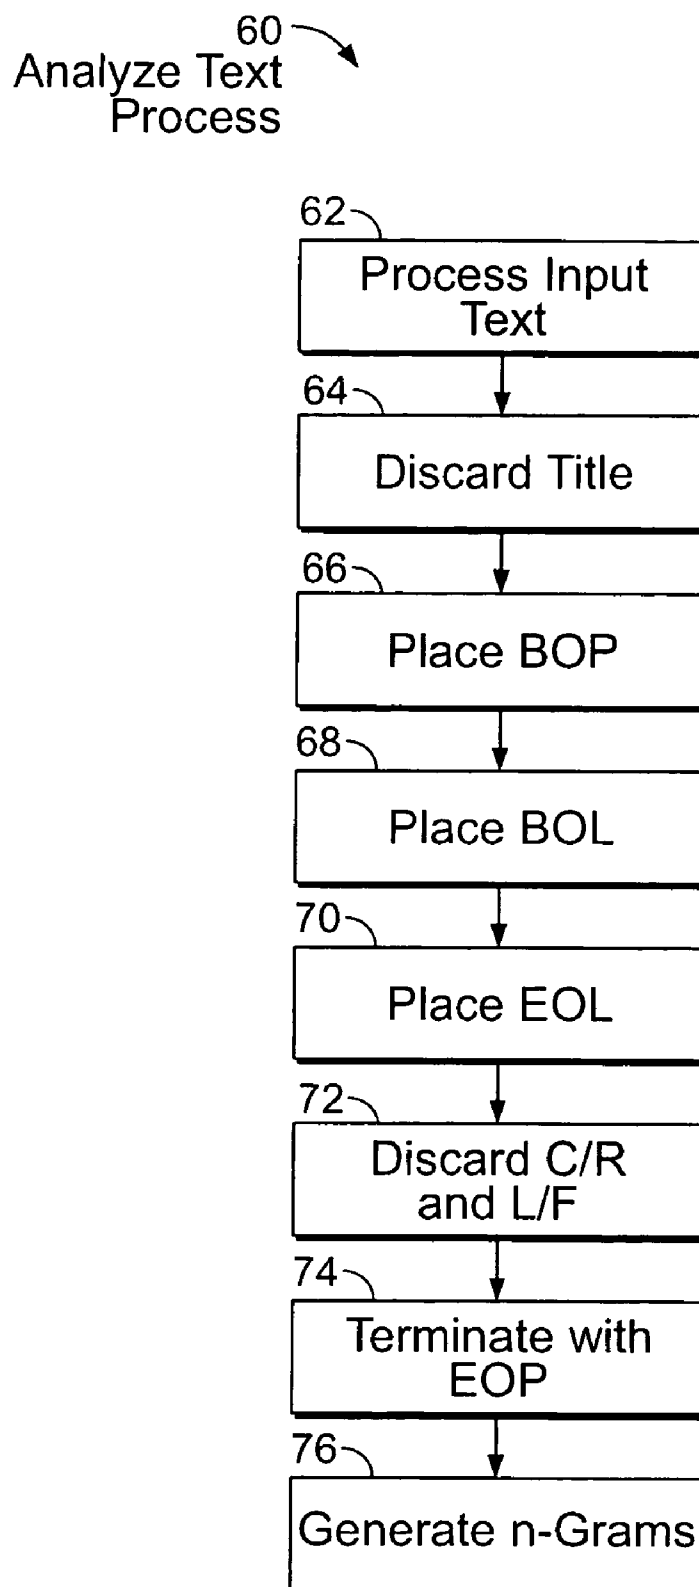 60
Analyze Text
Process
62
Process Input
Text
64
Discard Title
66
Place BOP
68
Place BOL
70
Place EOL
72
Discard C/R
and L/F
74
Terminate with
EOP
76
Generate n-Grams